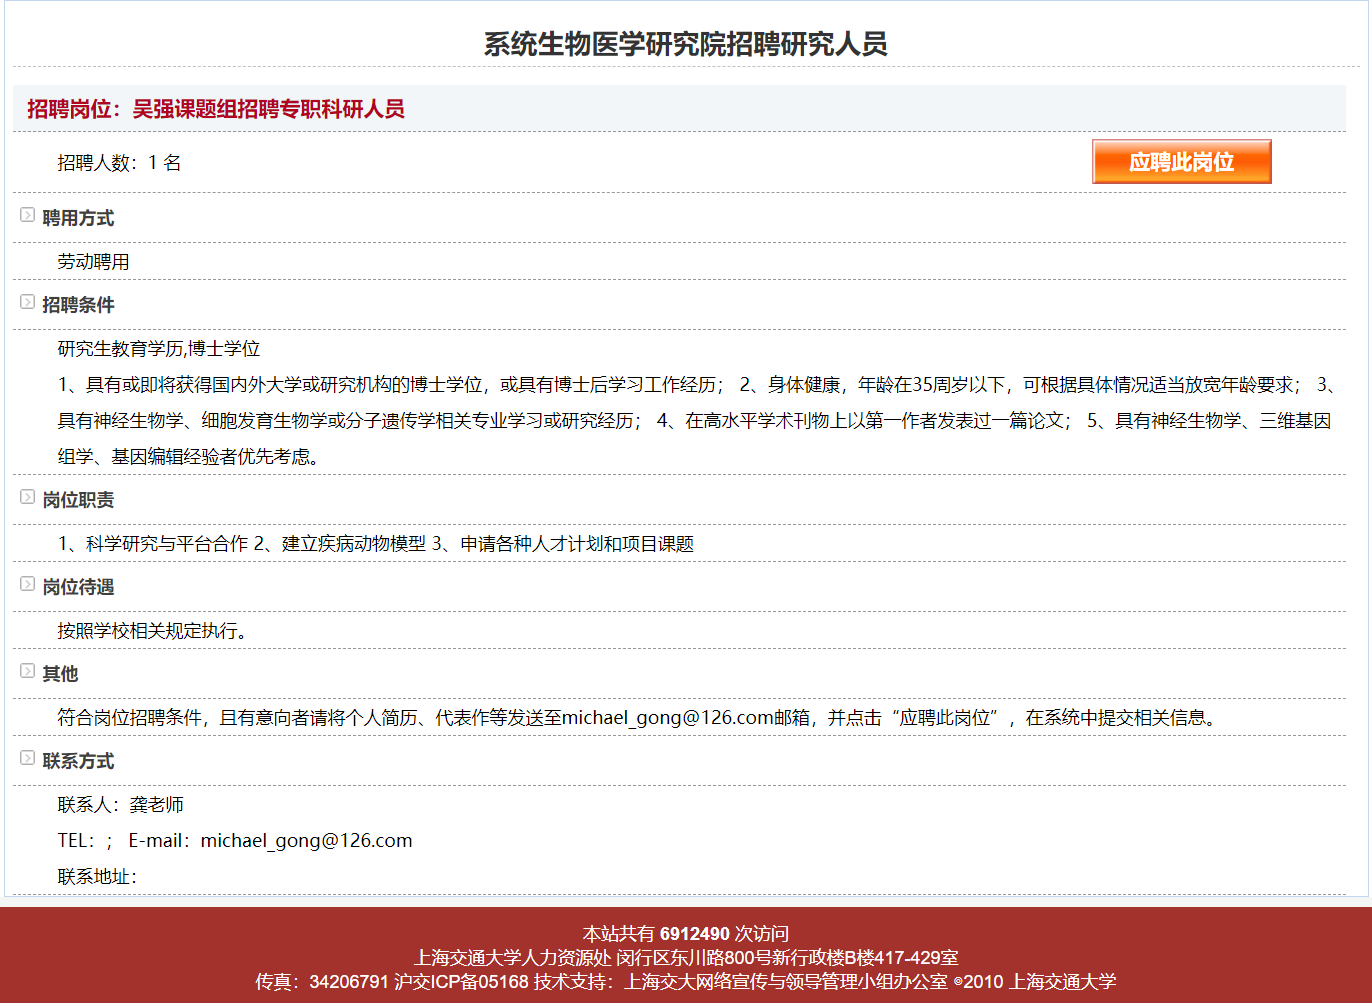 系统生物医学研究院招聘研究人员
招聘岗位：吴强课题组招聘专职科研人员
招聘人数：1 名
应聘此岗位
聘用方式
劳动聘用
招聘条件
研究生教育学历,博士学位
1、具有或即将获得国内外大学或研究机构的博士学位，或具有博士后学习工作经历； 2、身体健康，年龄在35周岁以下，可根据具体情况适当放宽年龄要求； 3、
具有神经生物学、细胞发育生物学或分子遗传学相关专业学习或研究经历； 4、在高水平学术刊物上以第一作者发表过一篇论文； 5、具有神经生物学、三维基因
组学、基因编辑经验者优先考虑。
岗位职责
1、科学研究与平台合作 2、建立疾病动物模型 3、申请各种人才计划和项目课题
岗位待遇
按照学校相关规定执行。
其他
符合岗位招聘条件，且有意向者请将个人简历、代表作等发送至michael_gong@126.com邮箱，并点击“应聘此岗位”，在系统中提交相关信息。
联系方式
联系人：龚老师
TEL：； E-mail：michael_gong@126.com
联系地址：
本站共有 6912490 次访问
上海交通大学人力资源处 闵行区东川路800号新行政楼B楼417-429室
传真：34206791 沪交ICP备05168 技术支持：上海交大网络宣传与领导管理小组办公室 ©2010 上海交通大学